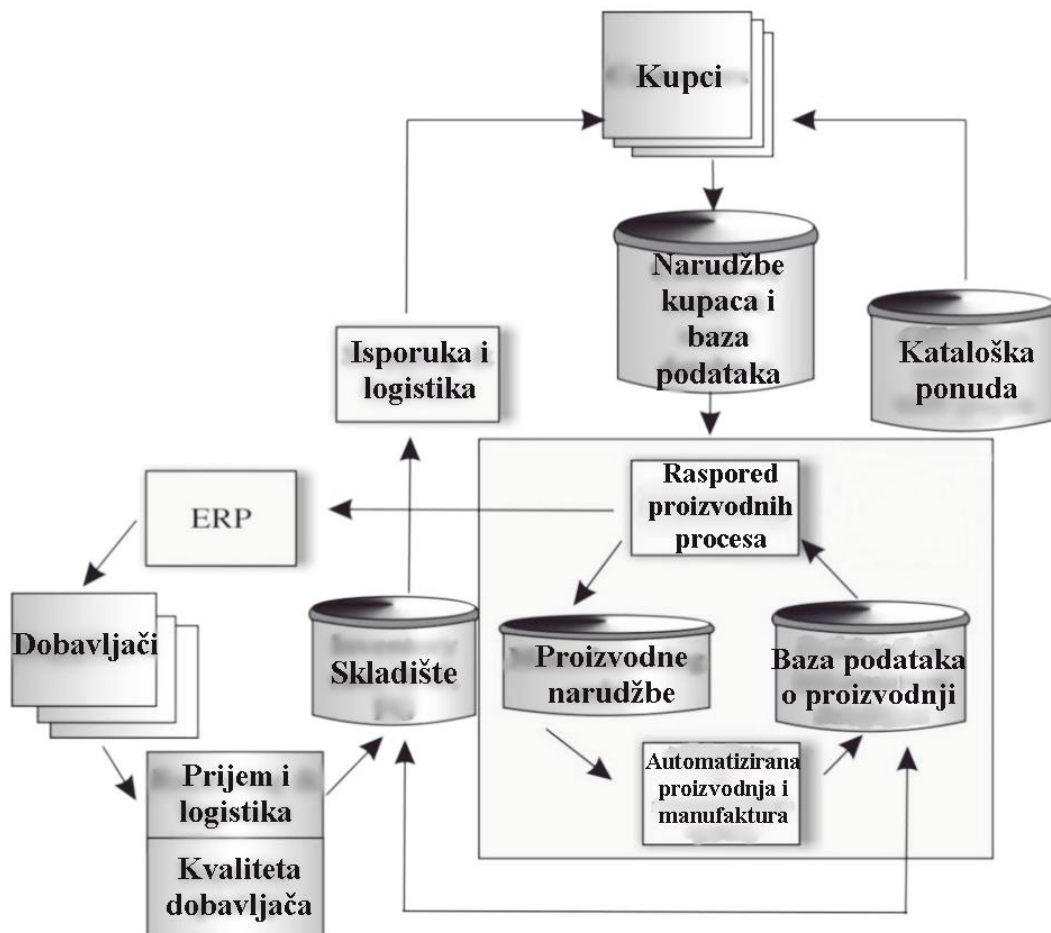 Kupci
Narudžbe
kupaca i
baza
podataka
Kataloška
ponuda
Isporuka i
logistika
Raspored
proizvodnih
procesa
ERP
Dobavljači
Skladište
Proizvodne
narudžbe
Baza podataka
o proizvodnji
Automatizirana
proizvodnja i
manufaktura
Prijem i
logistika
Kvaliteta
dobavljača